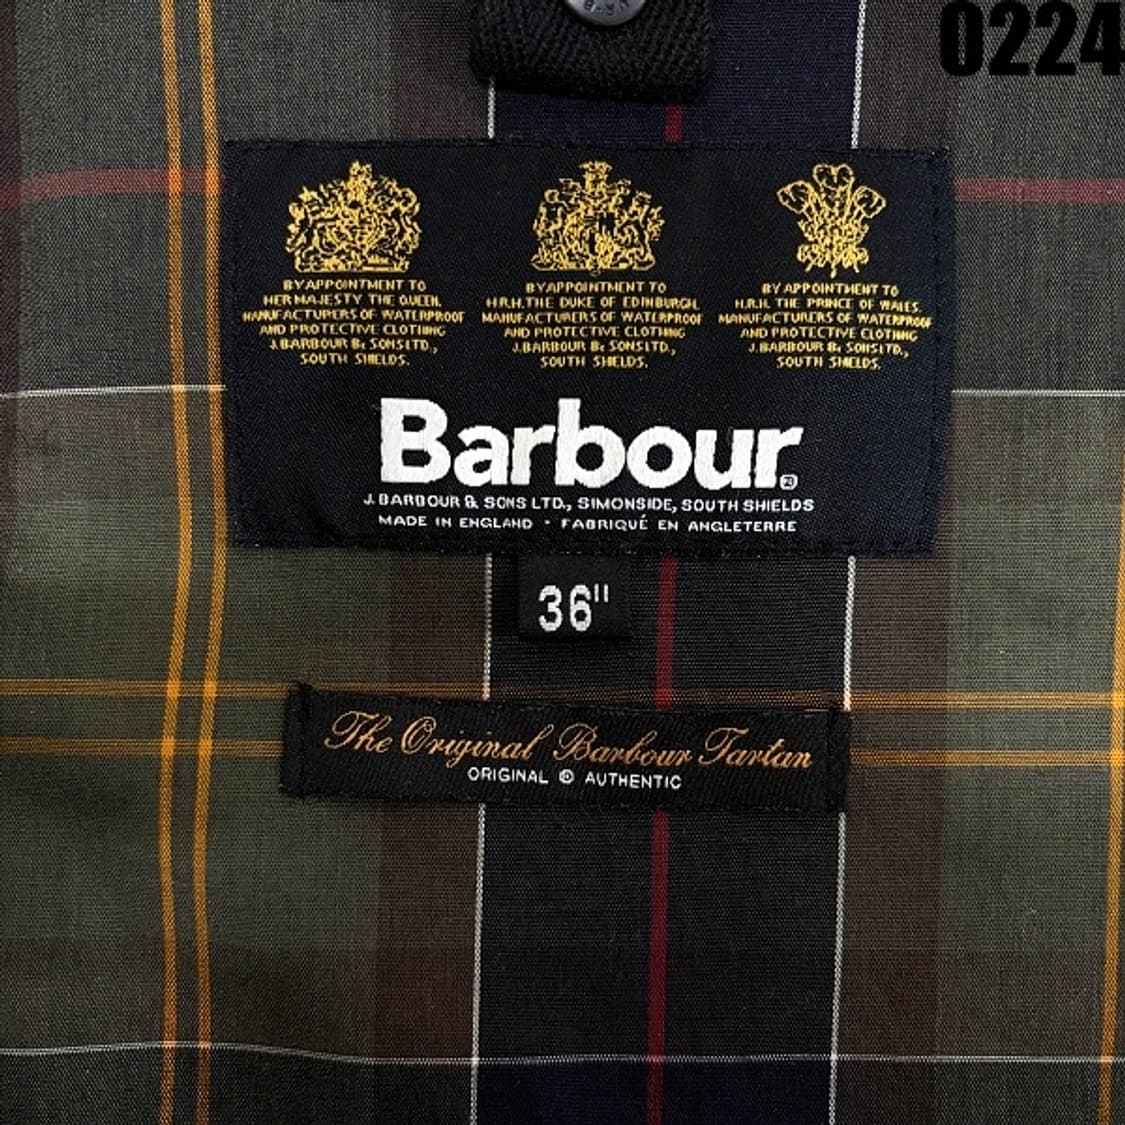 0224
BY APPOINTMENT TO
HER MAJESTY THE QUEEN,
MANUFACTURERS OF WATERPROOF
AND PROTECTIVE CLOTHING
J.BARBOUR & SONS LTD.,
SOUTH SHIELDS.
BY APPOINTMENT TO
H.R.H. THE DUKE OF EDINBURGH,
MANUFACTURERS OF WATERPROOF
AND PROTECTIVE CLOTHING
J.BARBOUR & SONS LTD.,
SOUTH SHIELDS.
BY APPOINTMENT TO
H.R.H. THE PRINCE OF WALES,
MANUFACTURERS OF WATERPROOF
AND PROTECTIVE CLOTHING
J.BARBOUR & SONS LTD.,
SOUTH SHIELDS.
Barbour®
J. BARBOUR & SONS LTD., SIMONSIDE, SOUTH SHIELDS
MADE IN ENGLAND · FABRIQUÉ EN ANGLETERRE
36"
The Original Barbour Tartan
ORIGINAL ® AUTHENTIC